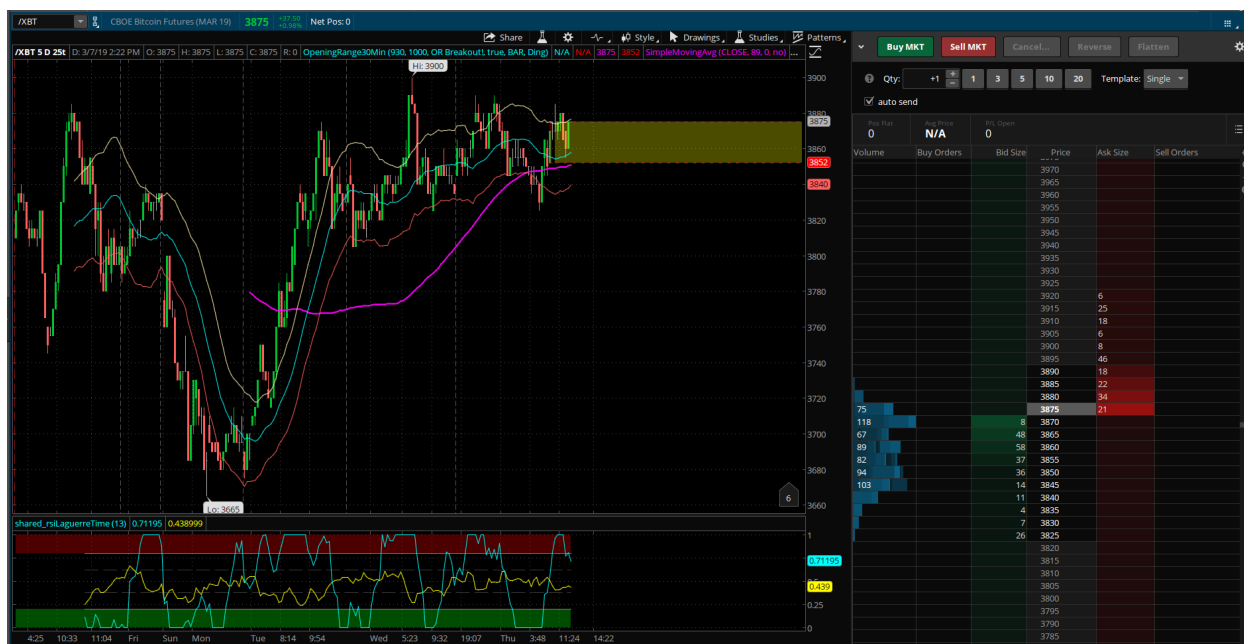 /XBT CBOE Bitcoin Futures (MAR 19) 3875 +37.50 +0.98% Net Pos: 0
Share Style Drawings Studies Patterns
/XBT 5 D 25t D: 3/7/19 2:22 PM O: 3875 H: 3875 L: 3875 C: 3875 R: 0 OpeningRange30Min (930, 1000, OR Breakout!, true, BAR, Ding) N/A N/A 3875 3852 SimpleMovingAvg (CLOSE, 89, 0, no) ...
Hi: 3900
3900
3880
3875
3860
3852
3840
3820
3800
3780
3760
3740
3720
3700
3680
3660
Lo: 3665
6
shared_rsiLaguerreTime (13) 0.71195 0.438999
1
0.71195
0.439
0.25
0
4:25 10:33 11:04 Fri Sun Mon Tue 8:14 9:54 Wed 5:23 9:32 19:07 Thu 3:48 11:24 14:22
Buy MKT Sell MKT Cancel... Reverse Flatten
Qty: +1 1 3 5 10 20 Template: Single
auto send
Pos Flat Avg Price P/L Open
0 N/A 0
Volume Buy Orders Bid Size Price Ask Size Sell Orders
3970
3965
3960
3955
3950
3945
3940
3935
3930
3925
3920 6
3915 25
3910 18
3905 6
3900 8
3895 46
3890 18
3885 22
3880 34
75 3875 21
118 8 3870
67 48 3865
89 58 3860
82 37 3855
94 36 3850
103 14 3845
11 3840
4 3835
7 3830
26 3825
3820
3815
3810
3805
3800
3795
3790
3785